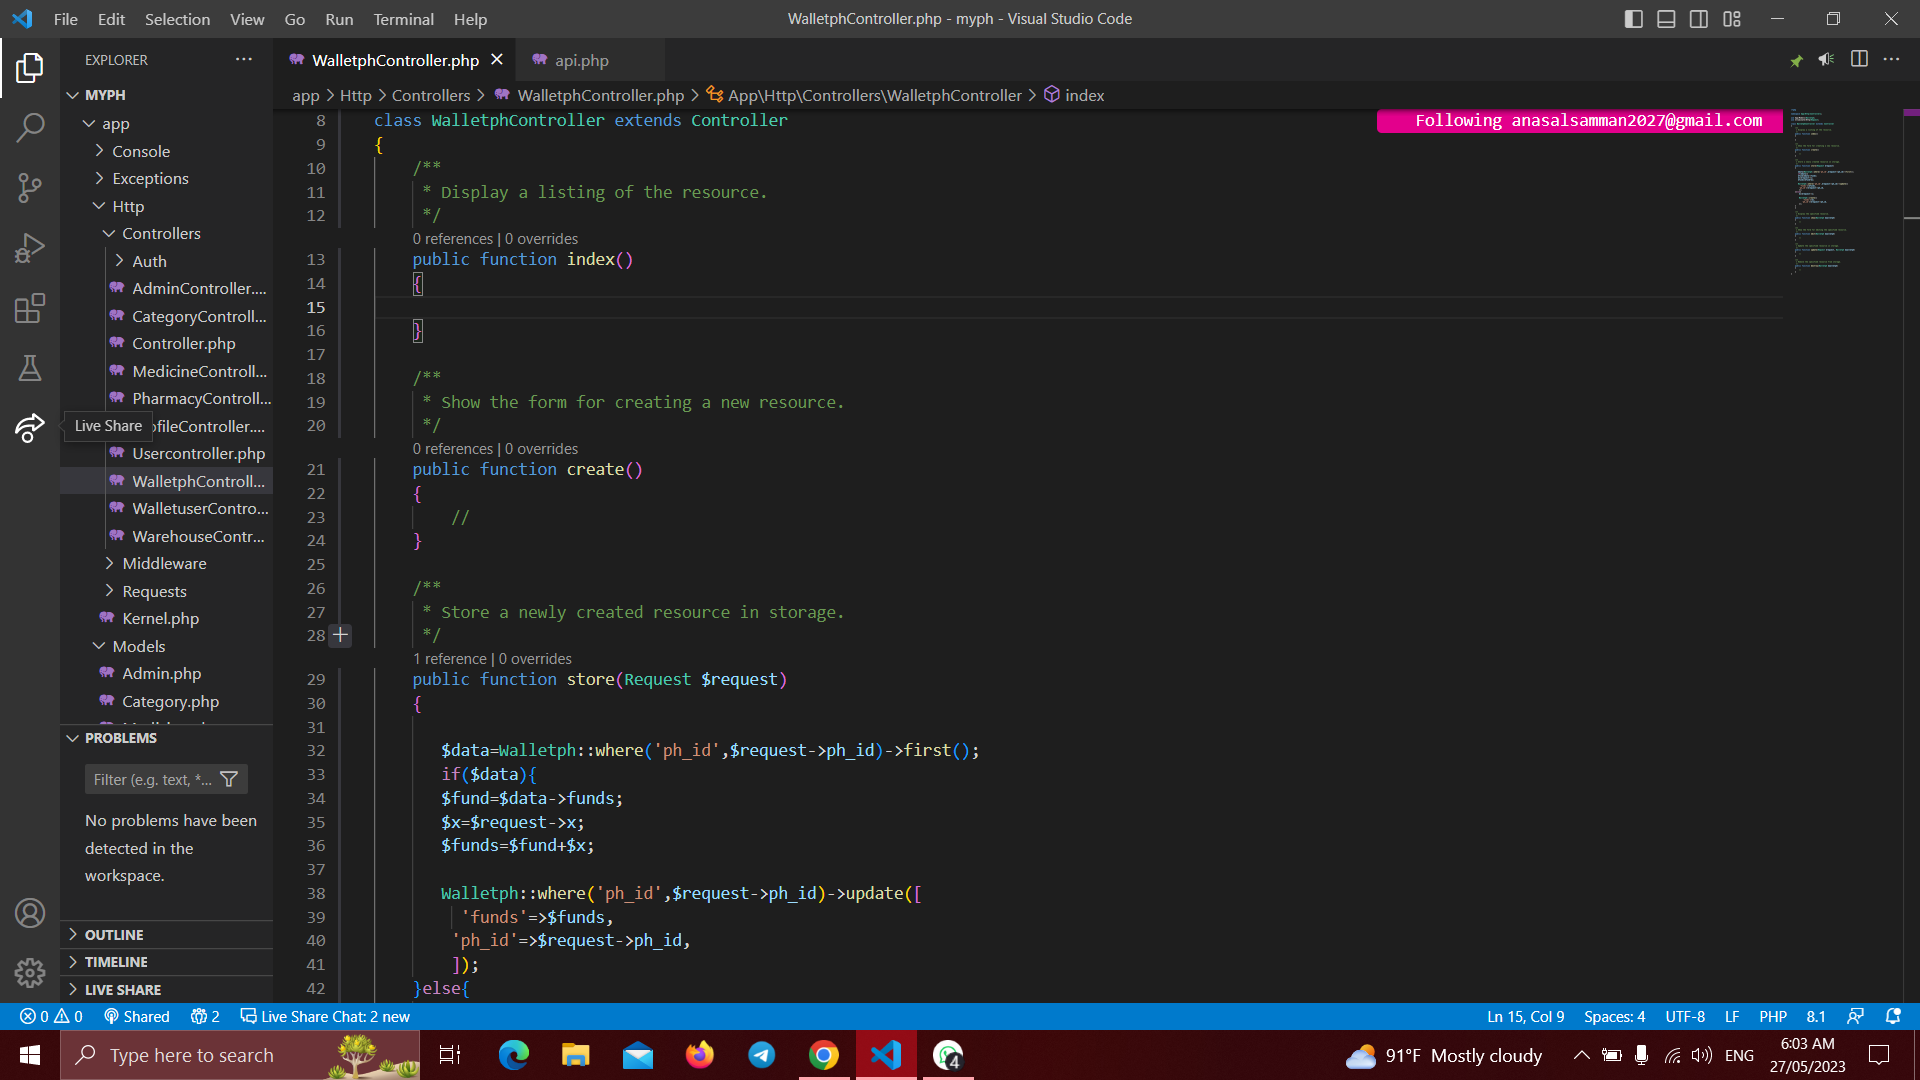 File Edit Selection View Go Run Terminal Help
WalletphController.php - myph - Visual Studio Code
EXPLORER
MYPH
app
Console
Exceptions
Http
Controllers
Auth
AdminController....
CategoryControll...
Controller.php
MedicineControll...
PharmacyControll...
Live Share
ofileController....
Usercontroller.php
WalletphControll...
WalletuserContro...
WarehouseContr...
Middleware
Requests
Kernel.php
Models
Admin.php
Category.php
PROBLEMS
Filter (e.g. text, *...
No problems have been
detected in the
workspace.
OUTLINE
TIMELINE
LIVE SHARE
WalletphController.php
api.php
app > Http > Controllers > WalletphController.php > App\Http\Controllers\WalletphController > index
Following anasalsamman2027@gmail.com
8 class WalletphController extends Controller
9 {
10 /**
11 * Display a listing of the resource.
12 */
0 references | 0 overrides
13 public function index()
14 {
15
16 }
17
18 /**
19 * Show the form for creating a new resource.
20 */
0 references | 0 overrides
21 public function create()
22 {
23 //
24 }
25
26 /**
27 * Store a newly created resource in storage.
28 */
1 reference | 0 overrides
29 public function store(Request $request)
30 {
31
32 $data=Walletph::where('ph_id',$request->ph_id)->first();
33 if($data){
34 $fund=$data->funds;
35 $x=$request->x;
36 $funds=$fund+$x;
37
38 Walletph::where('ph_id',$request->ph_id)->update([
39 'funds'=>$funds,
40 'ph_id'=>$request->ph_id,
41 ]);
42 }else{
0 0 Shared 2 Live Share Chat: 2 new
Ln 15, Col 9 Spaces: 4 UTF-8 LF PHP 8.1
Type here to search
4
91°F Mostly cloudy
ENG
6:03 AM
27/05/2023